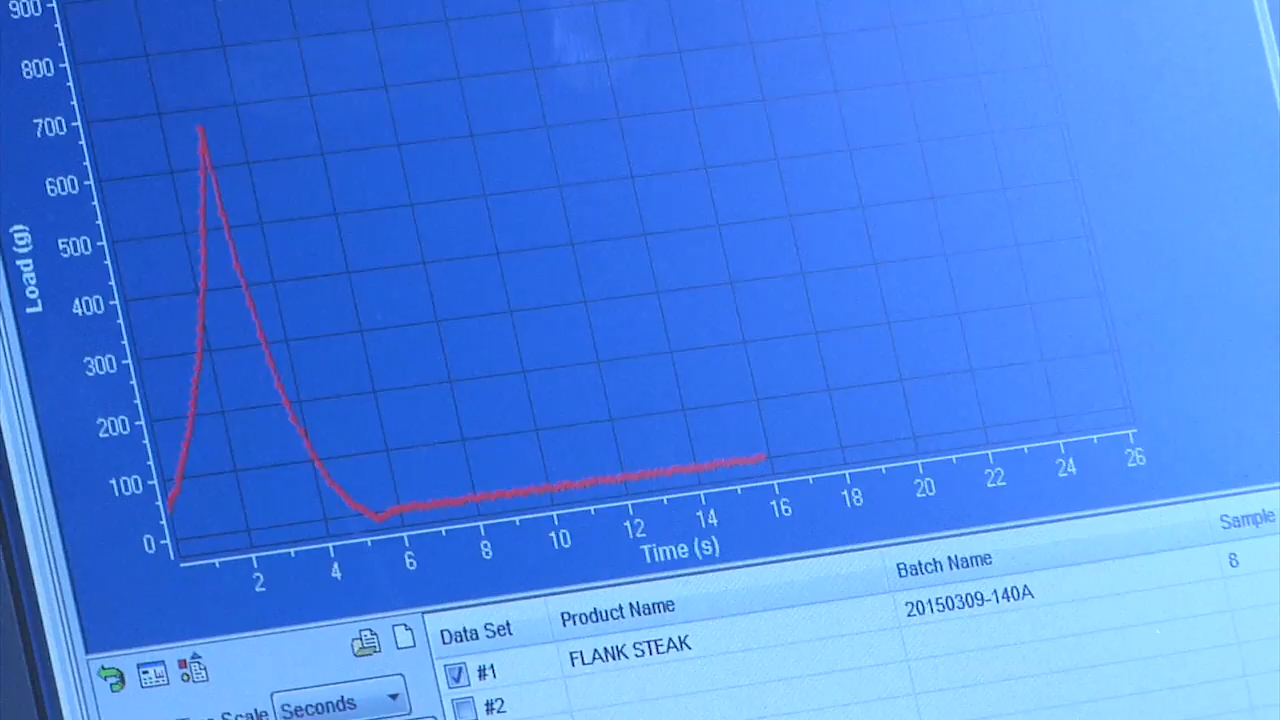 900
800
700
600
500
400
300
200
100
0
Load (g)
2 4 6 8 10 12 14 16 18 20 22 24 26
Time (s)
Data Set Product Name Batch Name Sample
#1 FLANK STEAK 20150309-140A 8
#2
Scale Seconds